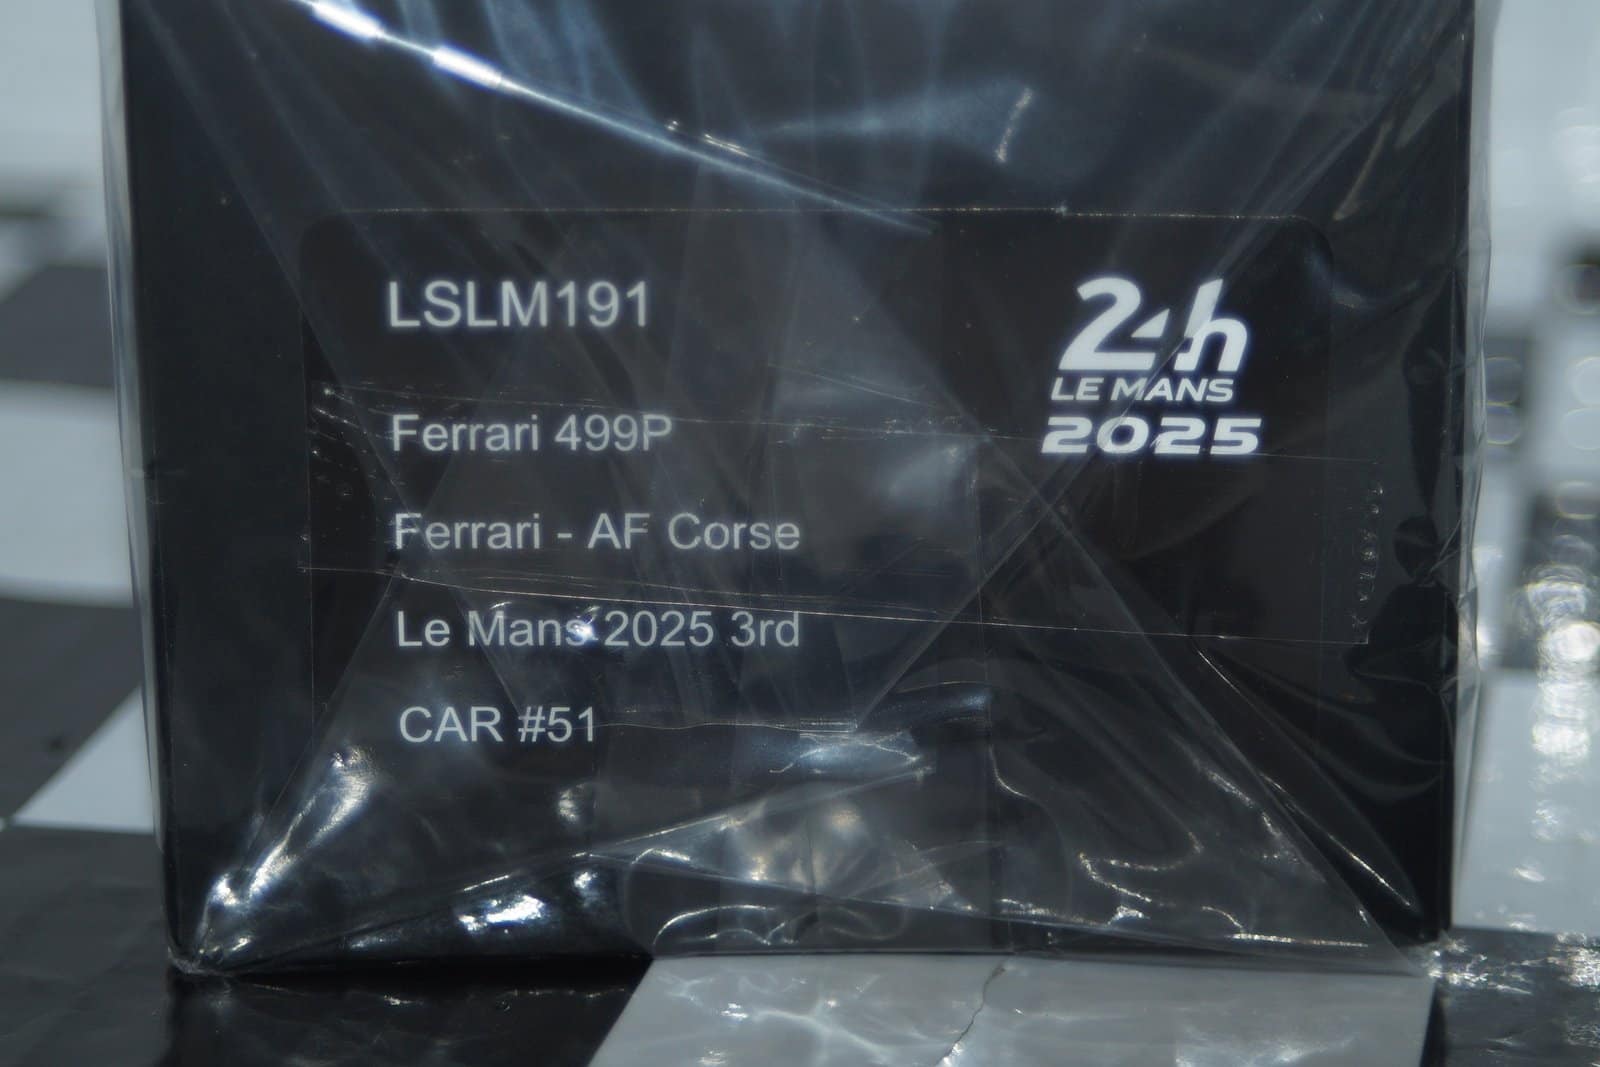 LSLM191
Ferrari 499P
Ferrari - AF Corse
Le Mans 2025 3rd
CAR #51
24h
LE MANS
2025